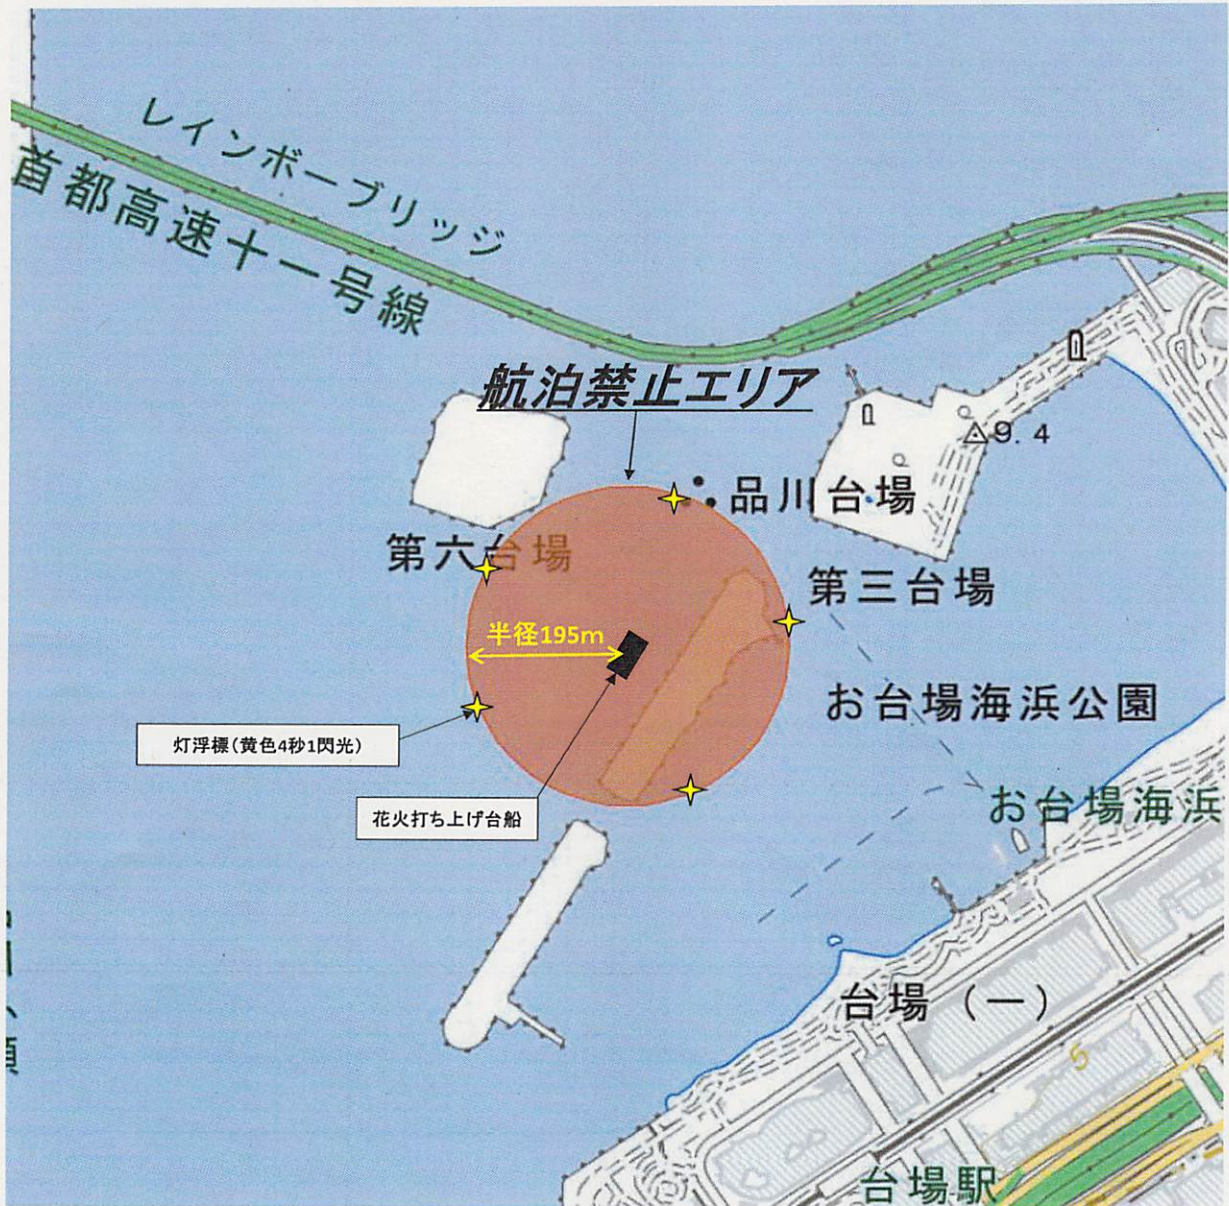 レインボーブリッジ
首都高速十一号線
航泊禁止エリア
9.4
品川台場
第六台場
第三台場
半径195m
お台場海浜公園
灯浮標(黄色4秒1閃光)
お台場海浜
花火打ち上げ台船
台場(一)
5
台場駅